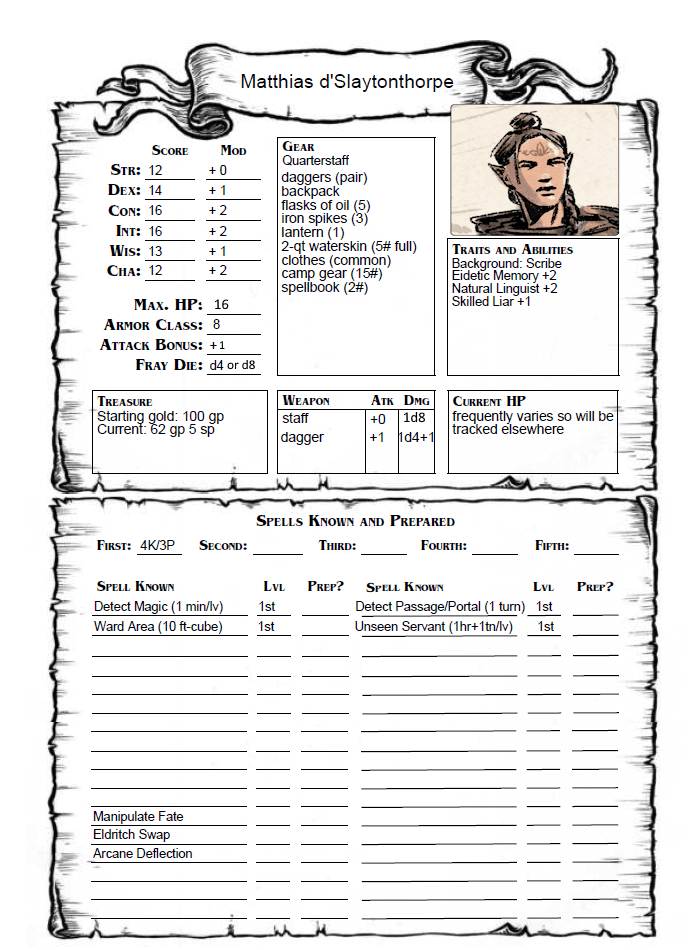 Matthias d'Slaytonthorpe
Score Mod
Str: 12 + 0
Dex: 14 + 1
Con: 16 + 2
Int: 16 + 2
Wis: 13 + 1
Cha: 12 + 2
Max. HP: 16
Armor Class: 8
Attack Bonus: +1
Fray Die: d4 or d8
Gear
Quarterstaff
daggers (pair)
backpack
flasks of oil (5)
iron spikes (3)
lantern (1)
2-qt waterskin (5# full)
clothes (common)
camp gear (15#)
spellbook (2#)
Traits and Abilities
Background: Scribe
Eidetic Memory +2
Natural Linguist +2
Skilled Liar +1
Treasure
Starting gold: 100 gp
Current: 62 gp 5 sp
Weapon Atk Dmg
staff +0 1d8
dagger +1 1d4+1
Current HP
frequently varies so will be
tracked elsewhere
Spells Known and Prepared
First: 4K/3P Second: Third: Fourth: Fifth:
Spell Known Lvl Prep? Spell Known Lvl Prep?
Detect Magic (1 min/lv) 1st Detect Passage/Portal (1 turn) 1st
Ward Area (10 ft-cube) 1st Unseen Servant (1hr+1tn/lv) 1st
Manipulate Fate
Eldritch Swap
Arcane Deflection